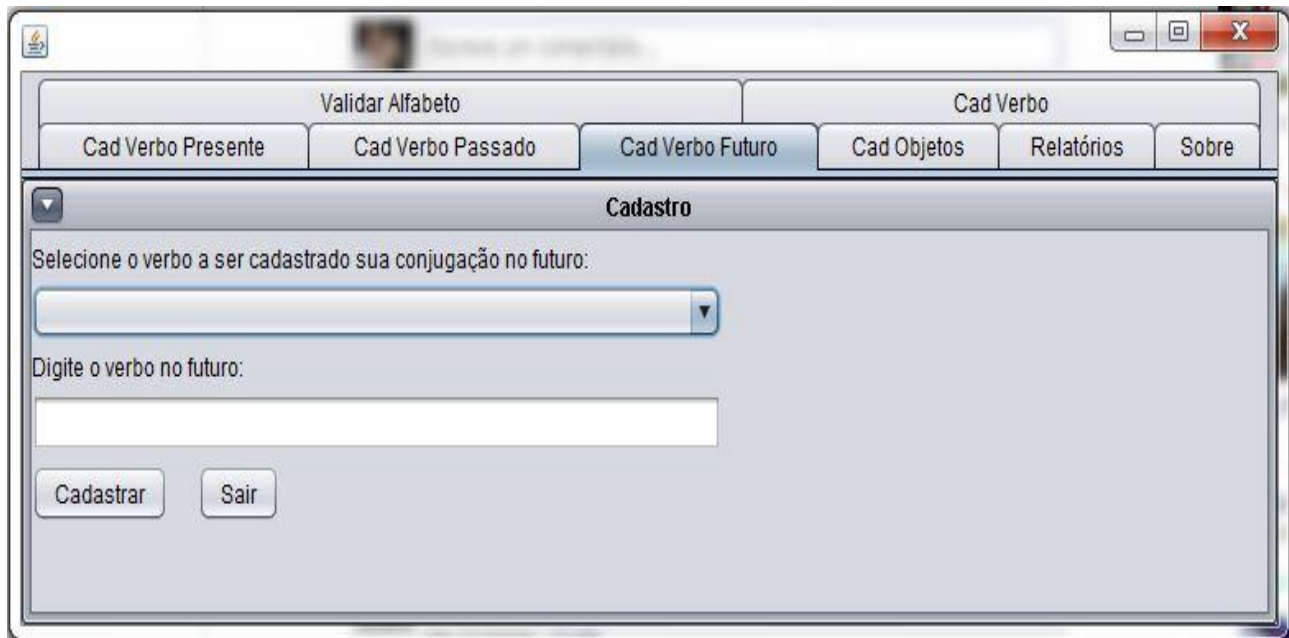 Validar Alfabeto Cad Verbo
Cad Verbo Presente Cad Verbo Passado Cad Verbo Futuro Cad Objetos Relatórios Sobre
Cadastro
Selecione o verbo a ser cadastrado sua conjugação no futuro:
Digite o verbo no futuro:
Cadastrar Sair